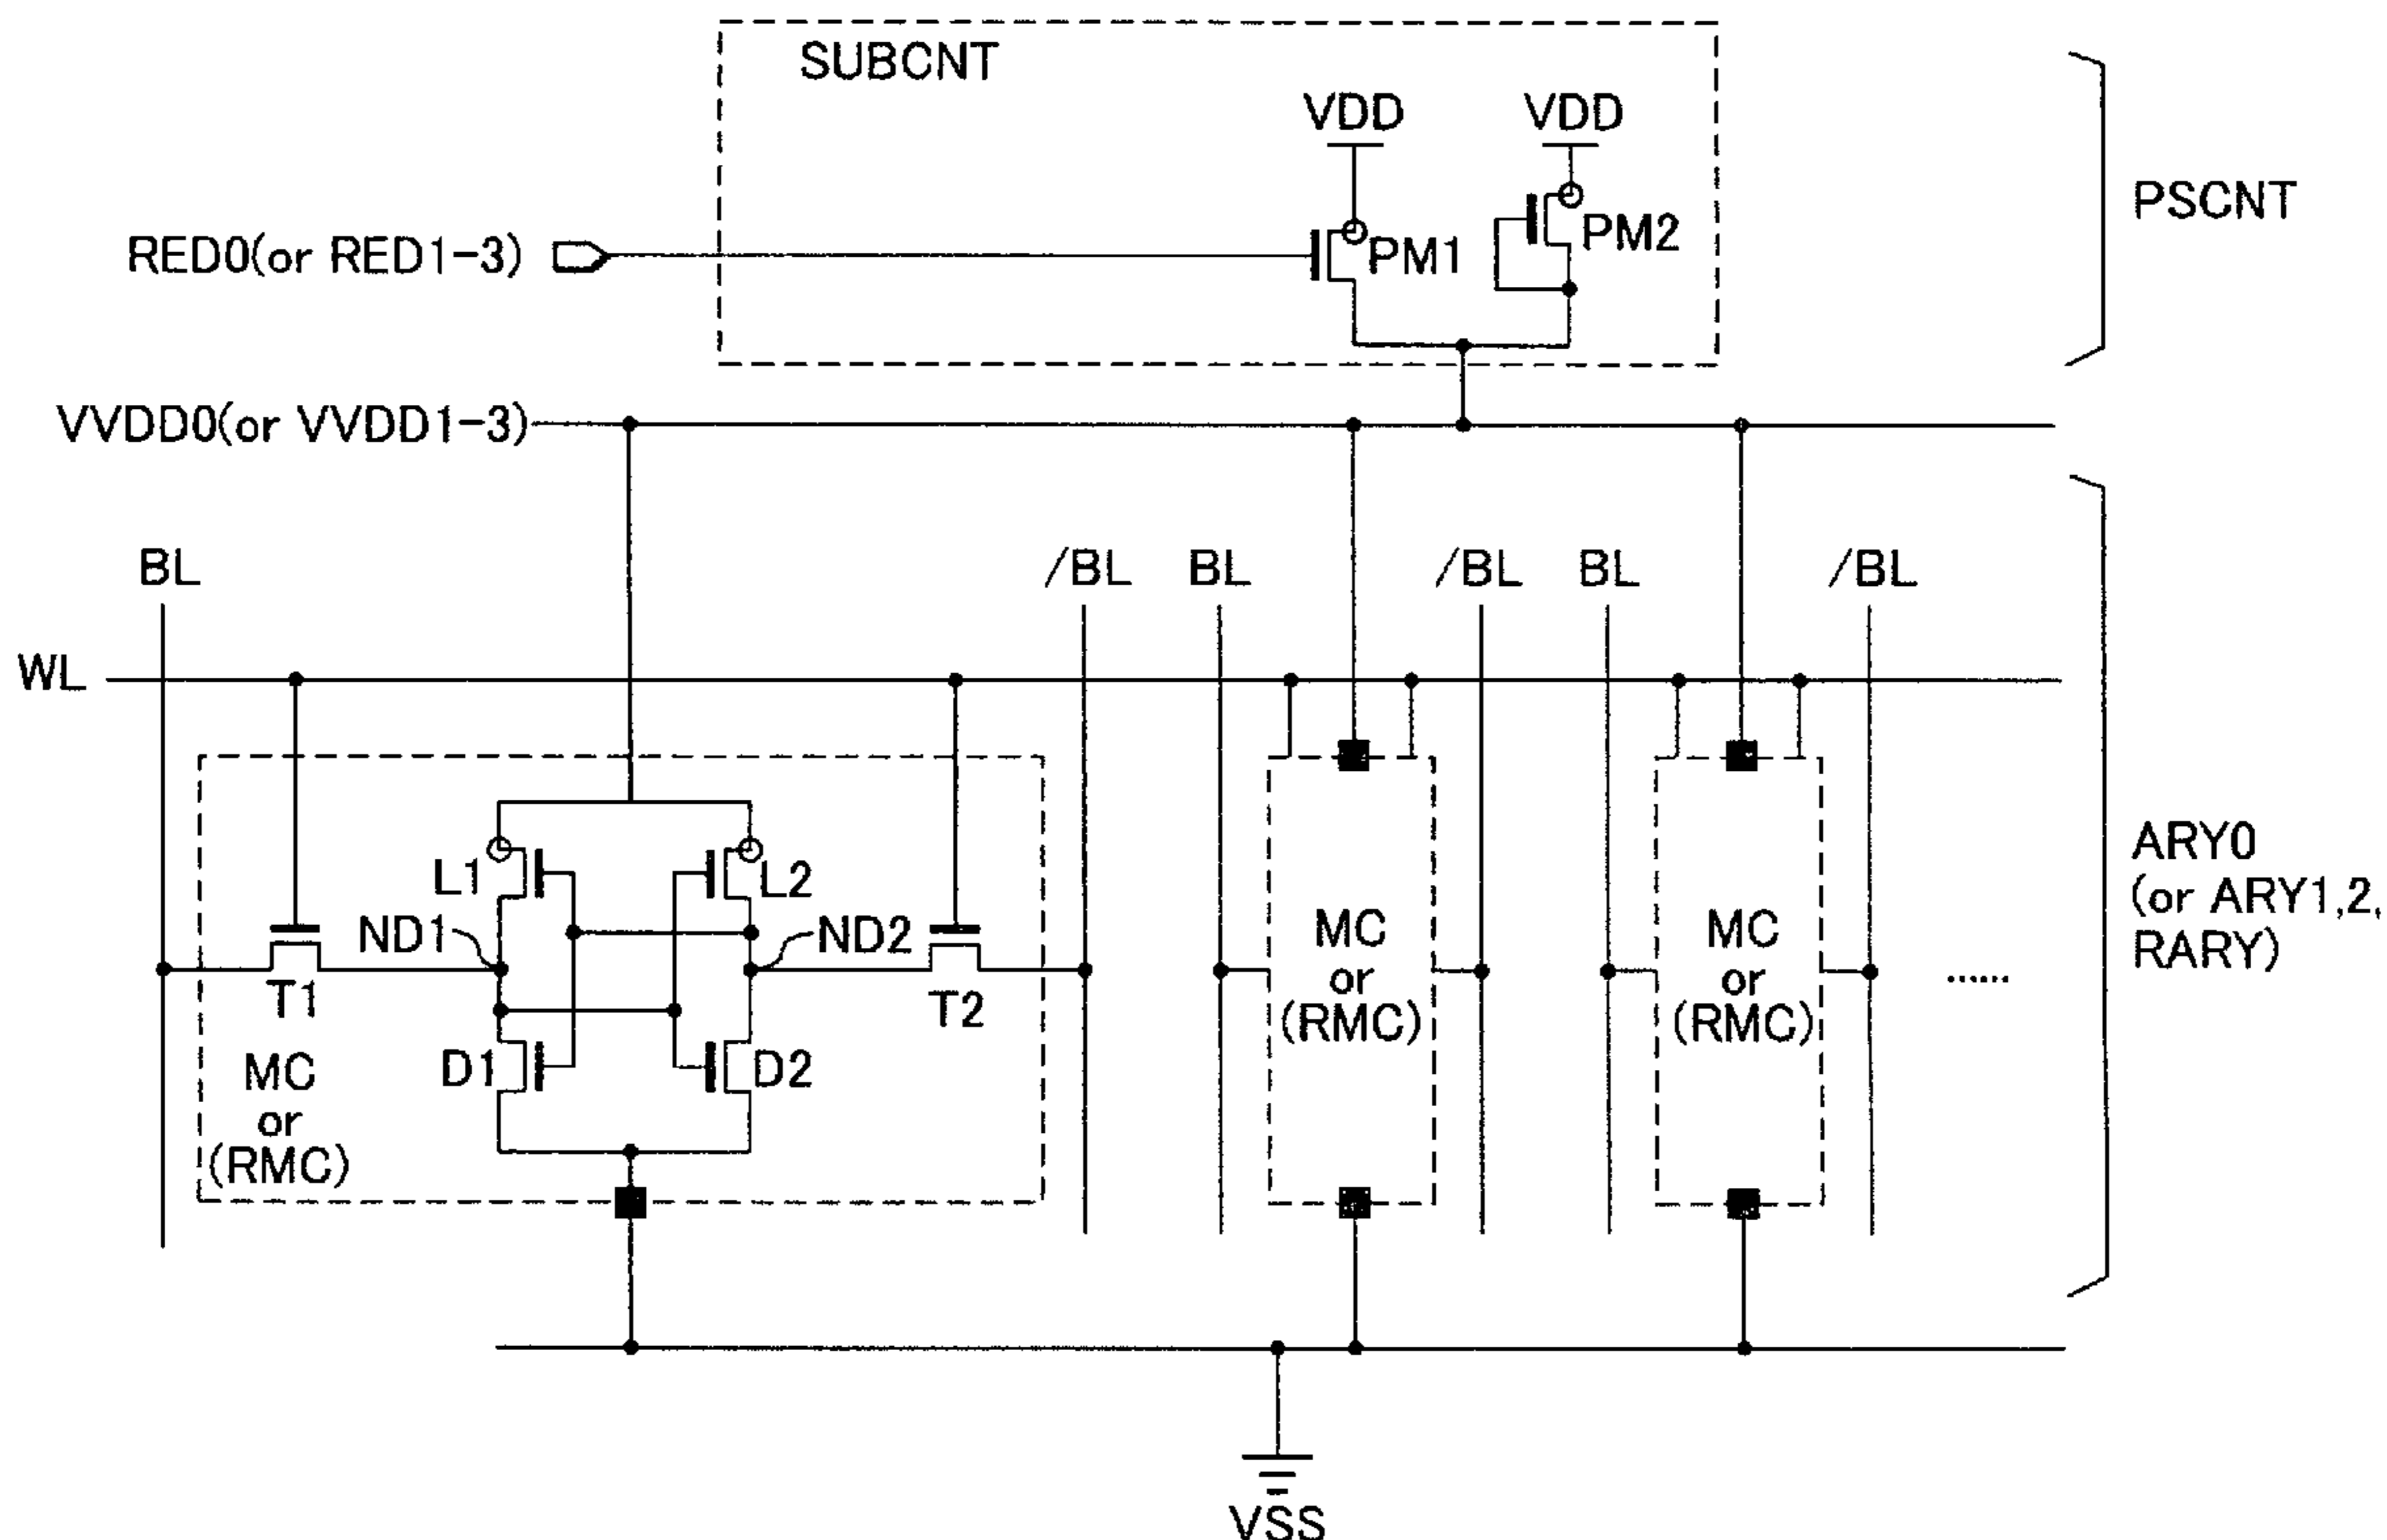 SUBCNT
VDD VDD
PSCNT
RED0(or RED1-3)
PM1
PM2
VVDD0(or VVDD1-3)
BL /BL BL /BL BL /BL
WL
L1
L2
ND1
ND2
T1
T2
D1
D2
MC
or
(RMC)
MC
or
(RMC)
MC
or
(RMC)
......
ARY0
(or ARY1,2,
RARY)
VSS